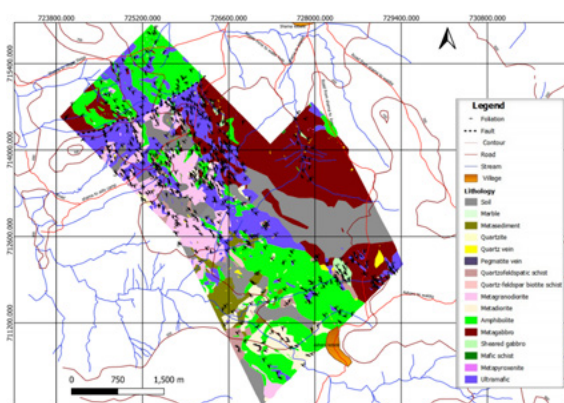 723800,000 725200,000 726600,000 728000,000 729400,000 730800,000
715400,000
714000,000
712600,000
711200,000
0 750 1,500 m
Legend
Foliation
Fault
Contour
Road
Stream
Village
Lithology
Soil
Marble
Metasediment
Quartzite
Quartz vein
Pegmatite vein
Quartzofeldspatic schist
Quartz-feldspar biotite schist
Metagranodiorite
Metadiorite
Amphibolite
Metagabbro
Sheared gabbro
Mafic schist
Metapyroxenite
Ultramafic